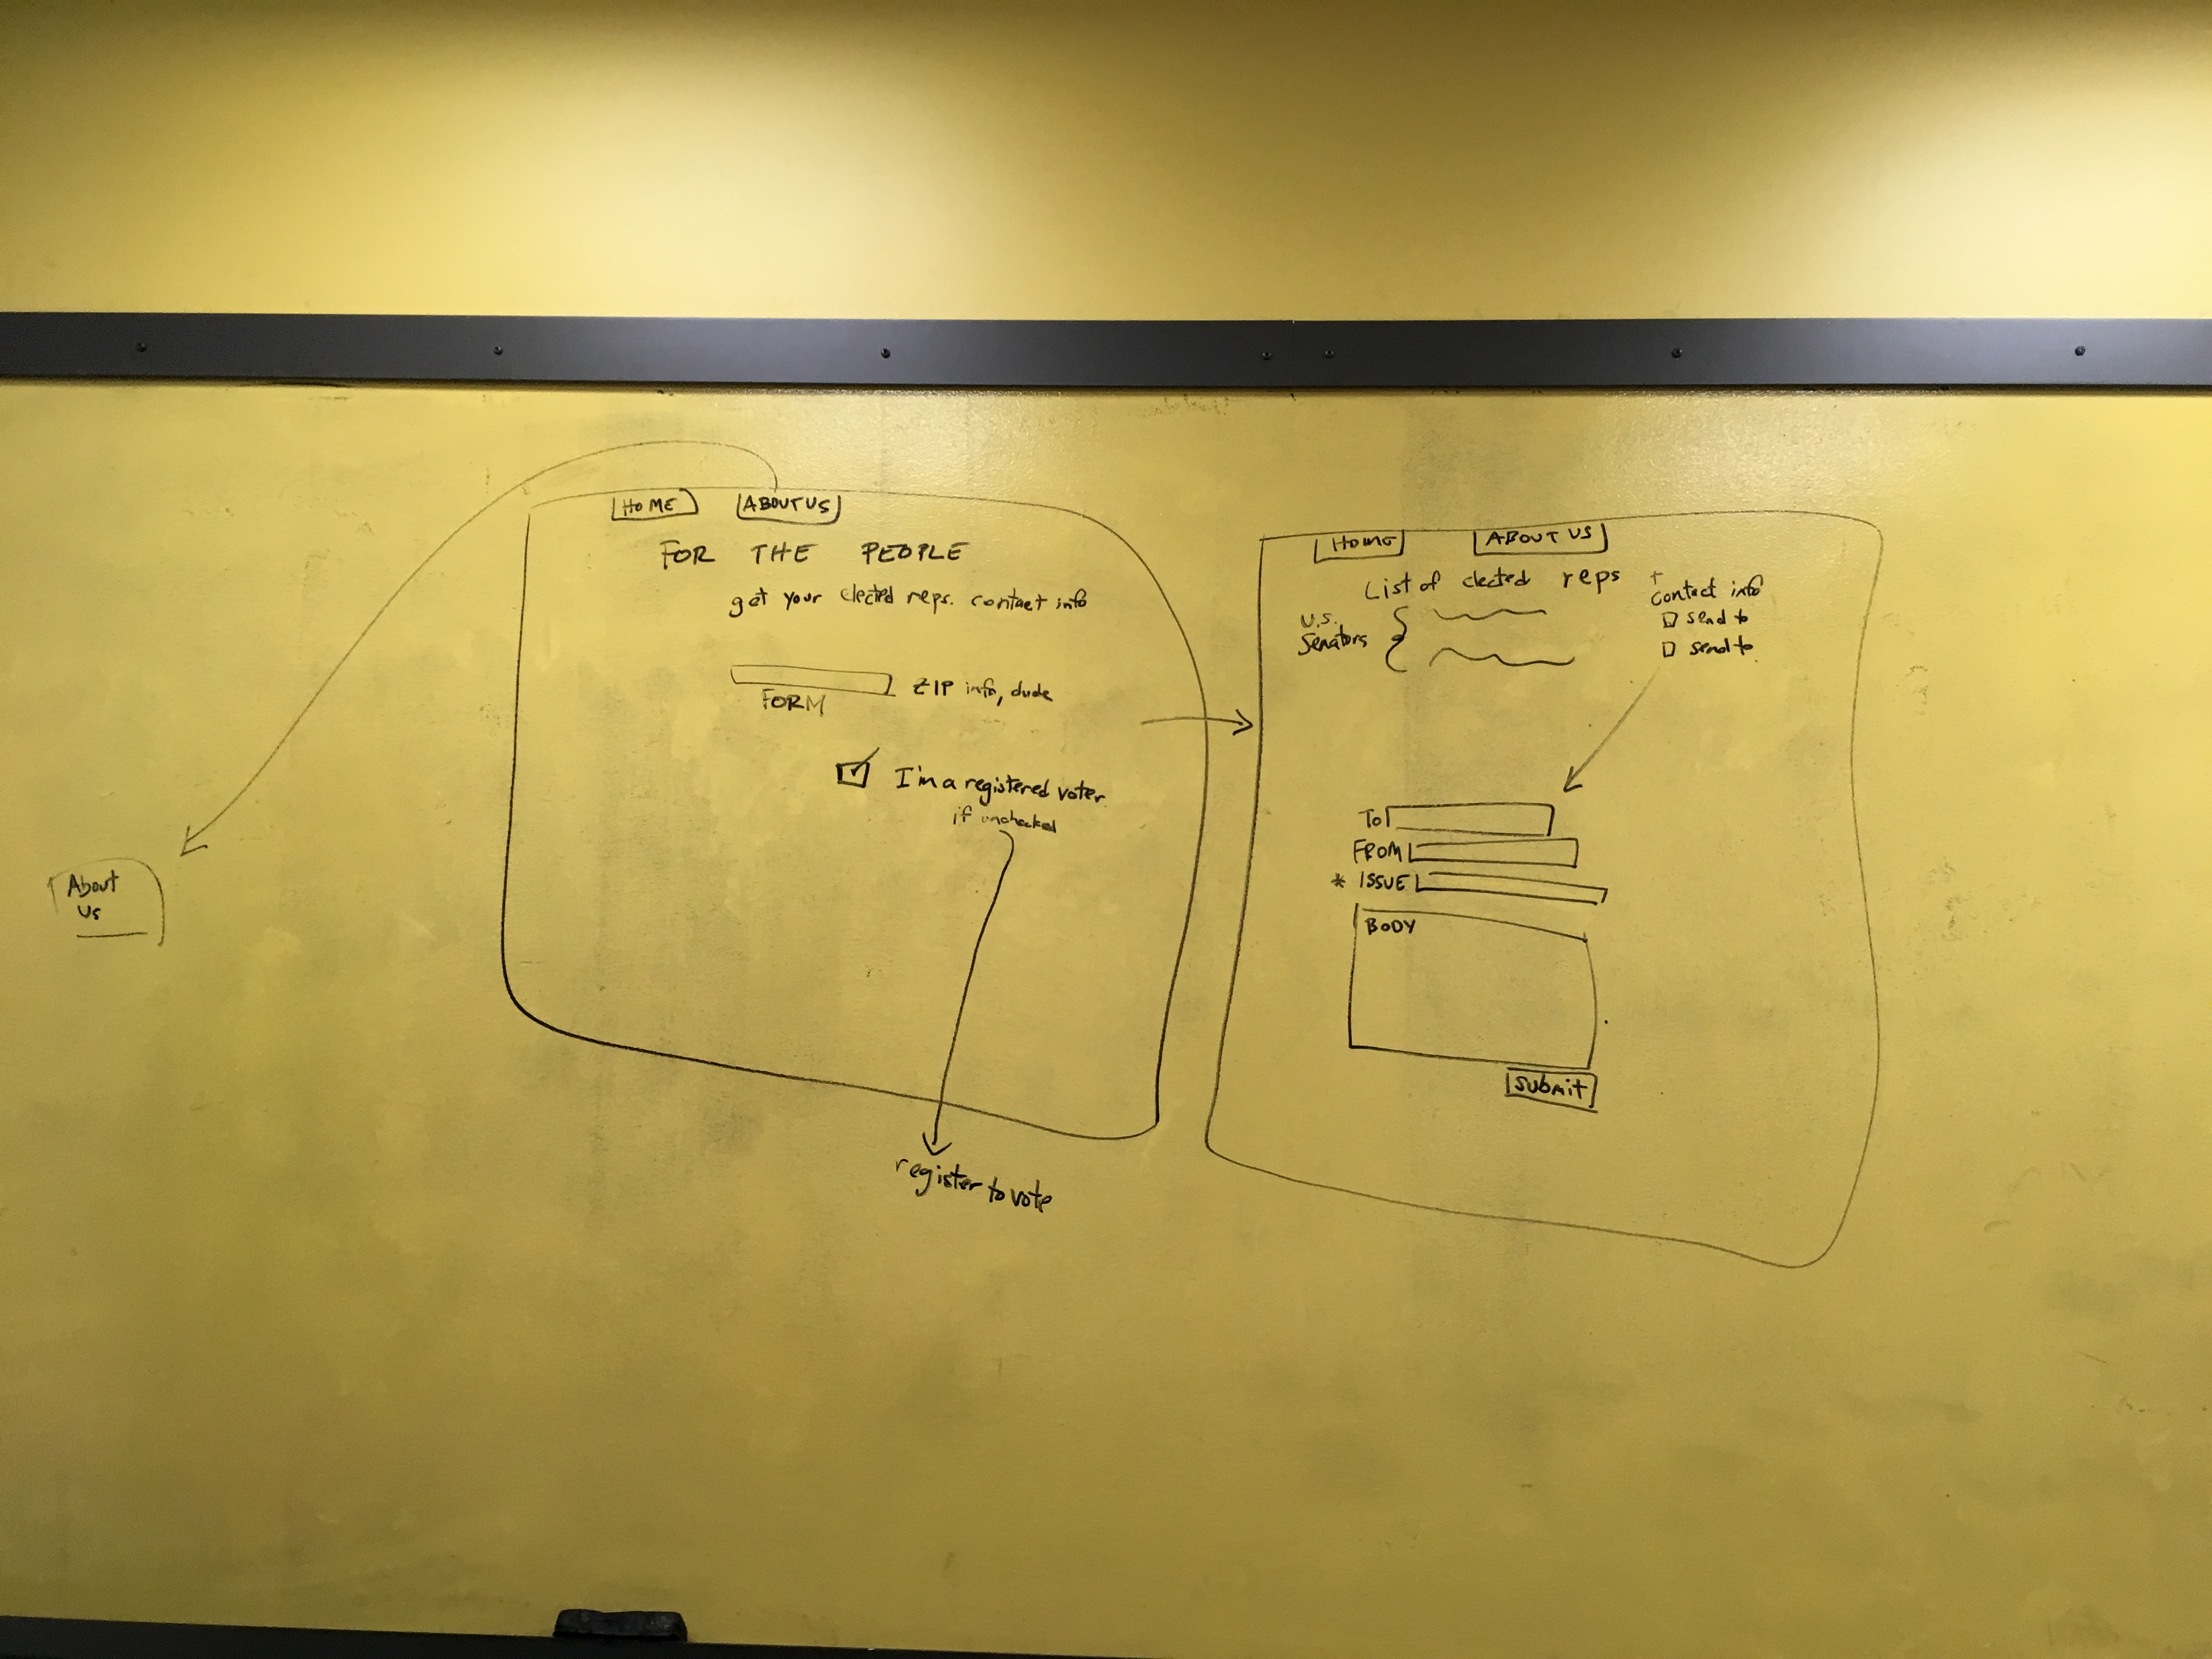 HOME ABOUT US
FOR THE PEOPLE
get your elected reps. contact info
ZIP info, dude
FORM
I'm a registered voter
if unchecked
register to vote
About
Us
HOME ABOUT US
List of elected reps +
contact info
U.S.
Senators
send to
send to
TO
FROM
* ISSUE
BODY
Submit